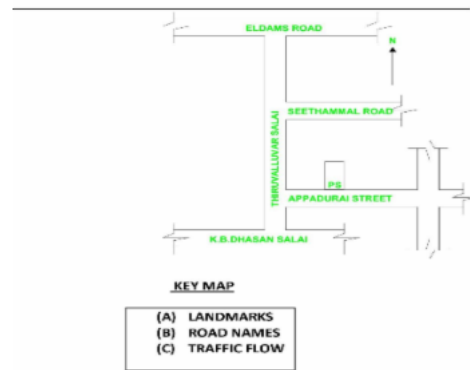 ELDAMS ROAD
N
SEETHAMMAL ROAD
THIRUVALLUVAR SALAI
PS
APPADURAI STREET
K.B.DHASAN SALAI
KEY MAP
(A) LANDMARKS
(B) ROAD NAMES
(C) TRAFFIC FLOW